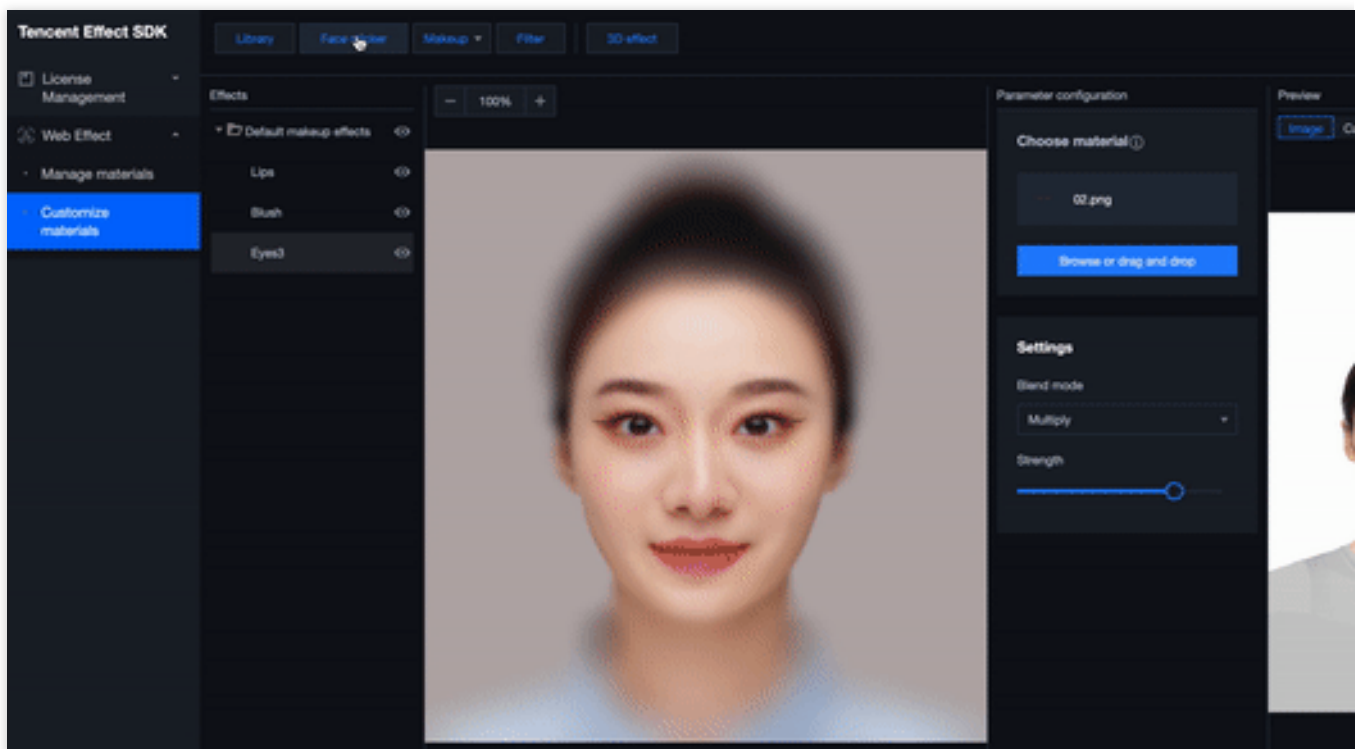 Tencent Effect SDK
Library
Face sticker
Makeup
Filter
3D effect
License
Management
Web Effect
Manage materials
Customize
materials
Effects
Default makeup effects
Lips
Blush
Eyes3
− 100% +
Parameter configuration
Choose material
02.png
Browse or drag and drop
Settings
Blend mode
Multiply
Strength
Preview
Image